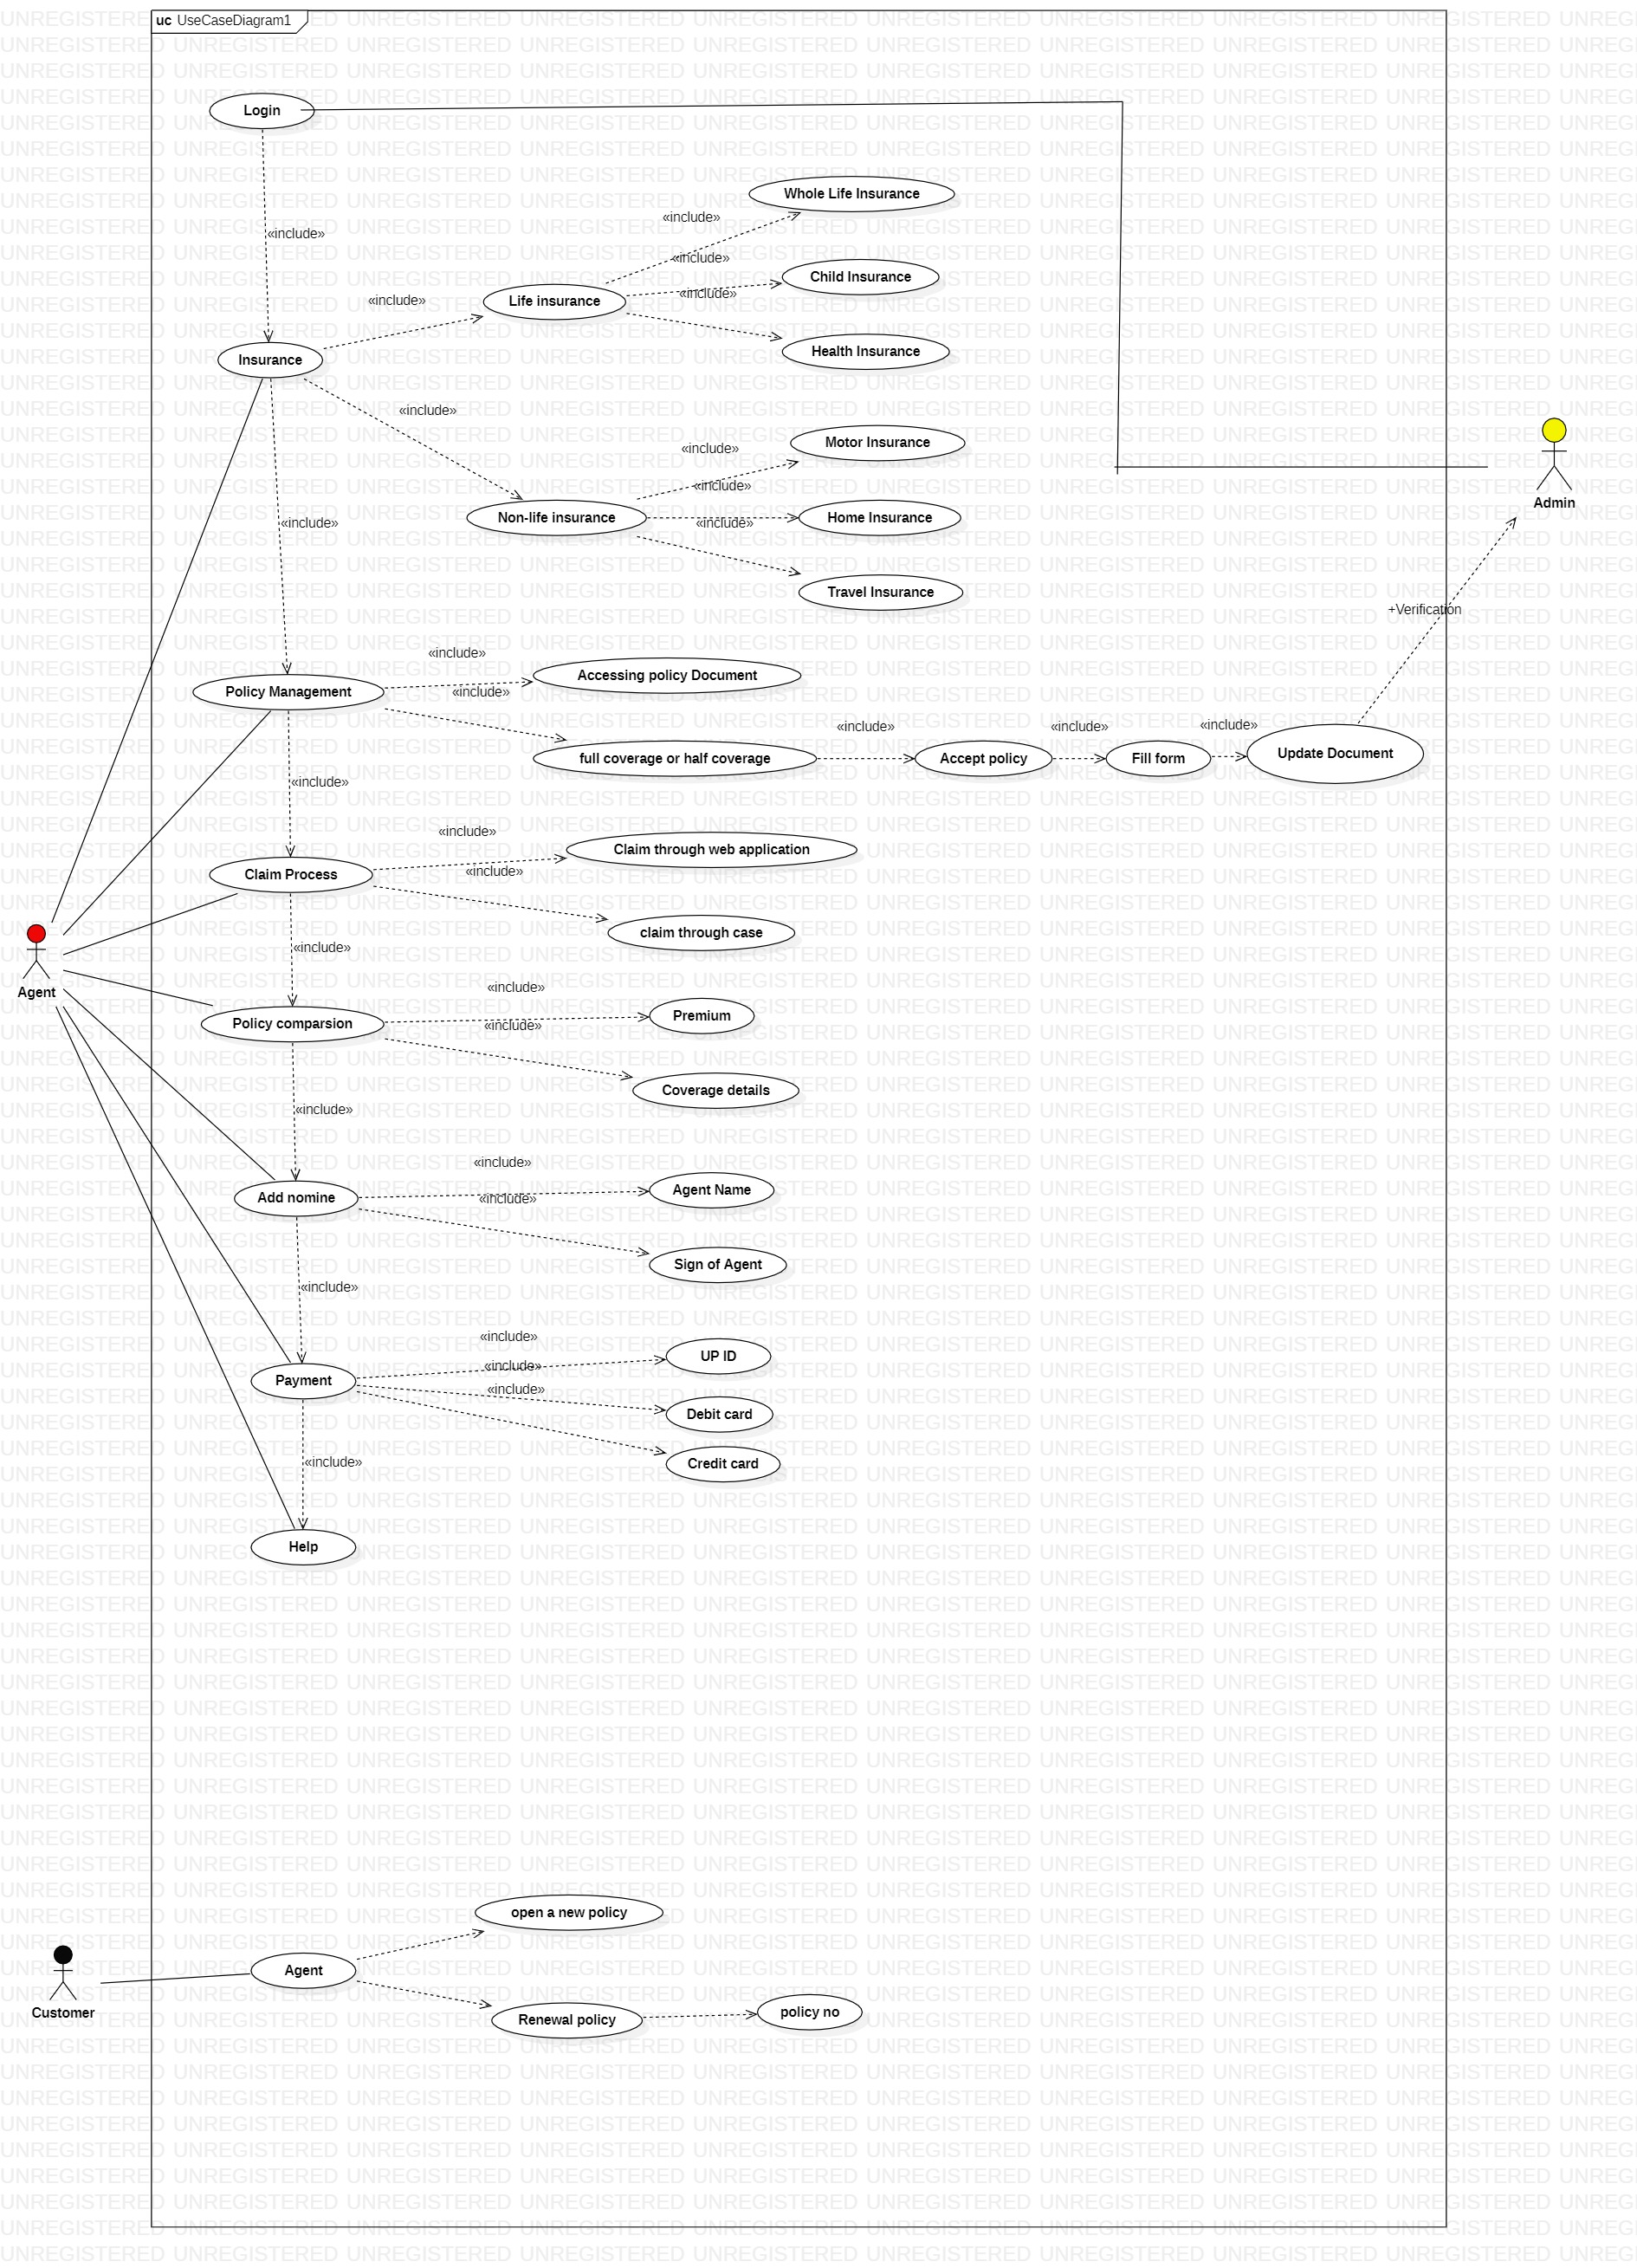 uc UseCaseDiagram1
Login
«include»
Whole Life Insurance
«include»
«include»
Child Insurance
«include»
Life insurance
«include»
Health Insurance
Insurance
«include»
Motor Insurance
«include»
«include»
Non-life insurance
Home Insurance
«include»
«include»
Travel Insurance
Admin
+Verification
«include»
Accessing policy Document
Policy Management
«include»
«include»
«include»
«include»
full coverage or half coverage
Accept policy
Fill form
Update Document
«include»
«include»
Claim through web application
Claim Process
«include»
claim through case
«include»
Agent
«include»
Premium
Policy comparsion
«include»
Coverage details
«include»
«include»
Agent Name
Add nomine
«include»
Sign of Agent
«include»
«include»
UP ID
«include»
Payment
«include»
Debit card
Credit card
«include»
Help
open a new policy
Agent
Customer
Renewal policy
policy no
UNREGISTERED